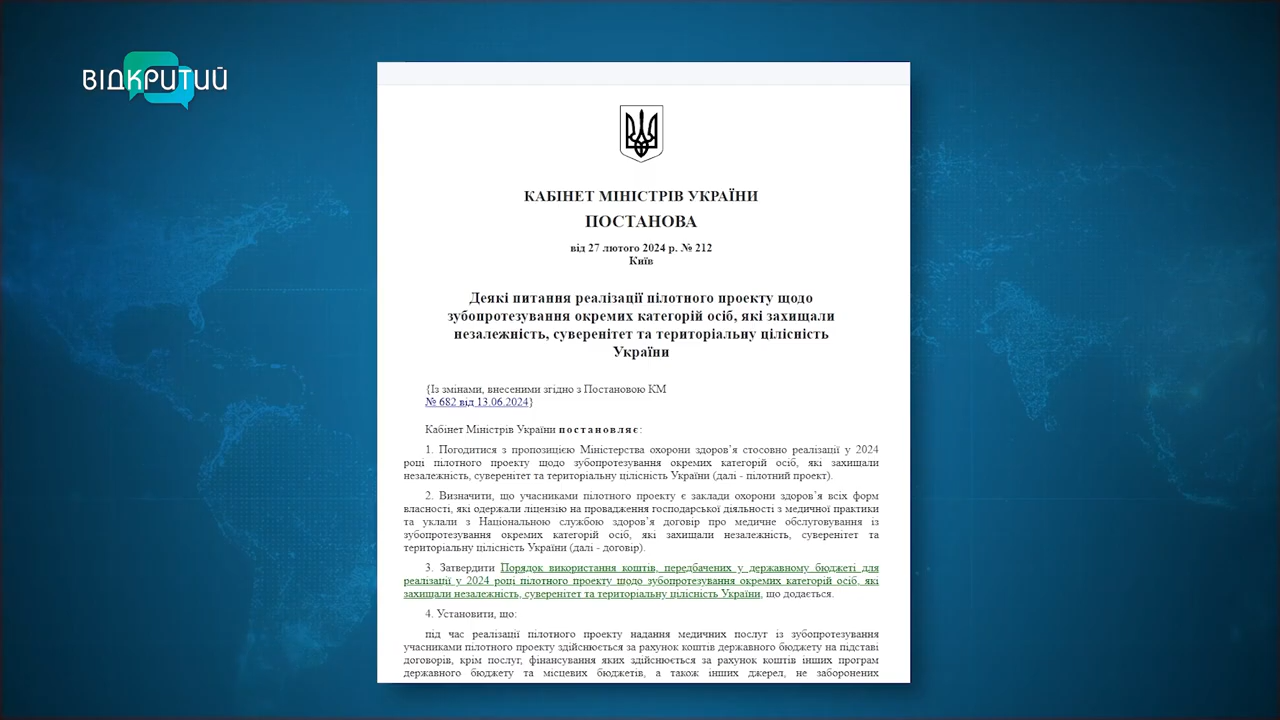 ВІДКРИТИЙ
КАБІНЕТ МІНІСТРІВ УКРАЇНИ
ПОСТАНОВА
від 27 лютого 2024 р. № 212
Київ
Деякі питання реалізації пілотного проекту щодо
зубопротезування окремих категорій осіб, які захищали
незалежність, суверенітет та територіальну цілісність
України
{Із змінами, внесеними згідно з Постановою КМ
№ 682 від 13.06.2024}
Кабінет Міністрів України постановляє:
1. Погодитися з пропозицією Міністерства охорони здоров’я стосовно реалізації у 2024
році пілотного проекту щодо зубопротезування окремих категорій осіб, які захищали
незалежність, суверенітет та територіальну цілісність України (далі - пілотний проект).
2. Визначити, що учасниками пілотного проекту є заклади охорони здоров’я всіх форм
власності, які одержали ліцензію на провадження господарської діяльності з медичної практики
та уклали з Національною службою здоров’я договір про медичне обслуговування із
зубопротезування окремих категорій осіб, які захищали незалежність, суверенітет та
територіальну цілісність України (далі - договір).
3. Затвердити Порядок використання коштів, передбачених у державному бюджеті для
реалізації у 2024 році пілотного проекту щодо зубопротезування окремих категорій осіб, які
захищали незалежність, суверенітет та територіальну цілісність України, що додається.
4. Установити, що:
під час реалізації пілотного проекту надання медичних послуг із зубопротезування
учасниками пілотного проекту здійснюється за рахунок коштів державного бюджету на підставі
договорів, крім послуг, фінансування яких здійснюється за рахунок коштів інших програм
державного бюджету та місцевих бюджетів, а також інших джерел, не заборонених